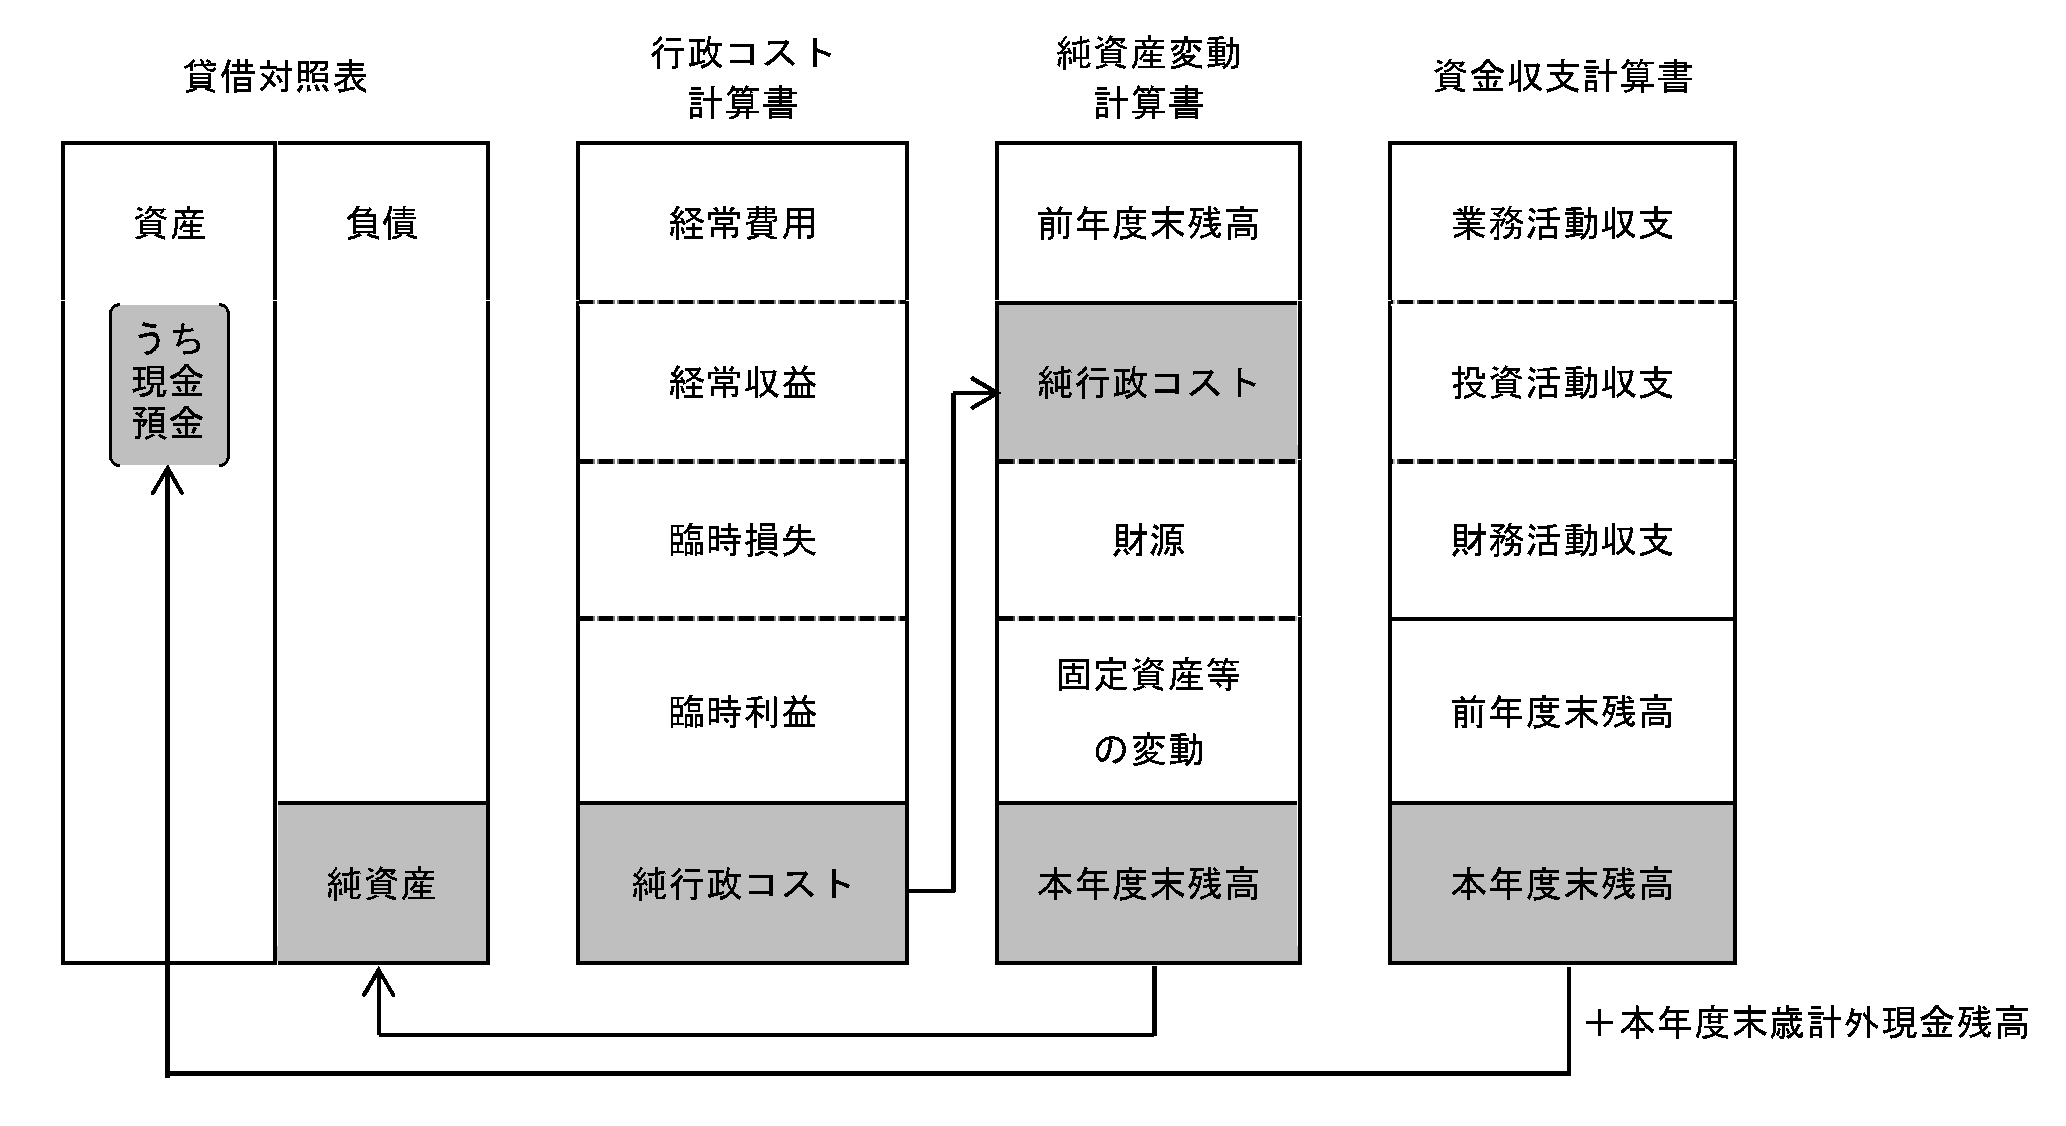 貸借対照表
行政コスト
計算書
純資産変動
計算書
資金収支計算書
資産
負債
うち
現金
預金
純資産
経常費用
経常収益
臨時損失
臨時利益
純行政コスト
前年度末残高
純行政コスト
財源
固定資産等
の変動
本年度末残高
業務活動収支
投資活動収支
財務活動収支
前年度末残高
本年度末残高
＋本年度末歳計外現金残高